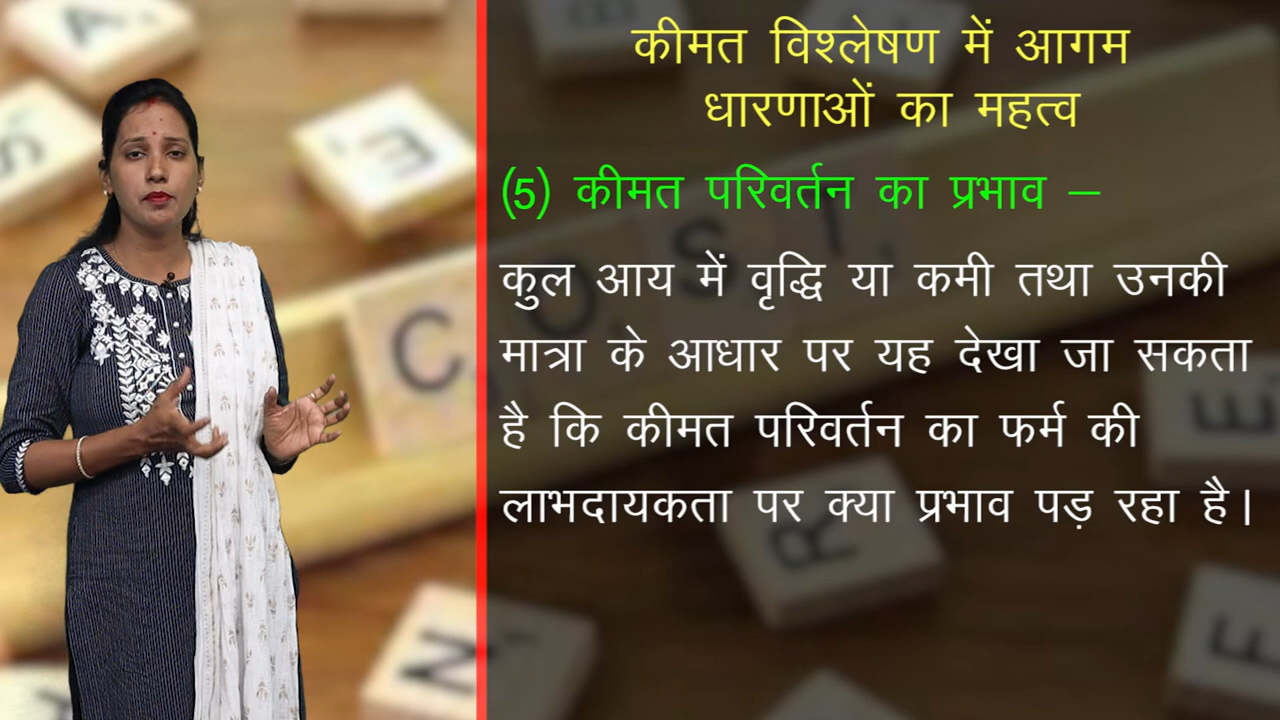 कीमत विश्लेषण में आगम
धारणाओं का महत्व
(5) कीमत परिवर्तन का प्रभाव –
कुल आय में वृद्धि या कमी तथा उनकी
मात्रा के आधार पर यह देखा जा सकता
है कि कीमत परिवर्तन का फर्म की
लाभदायकता पर क्या प्रभाव पड़ रहा है।
A
S
E
C O S T
E
R
N
F